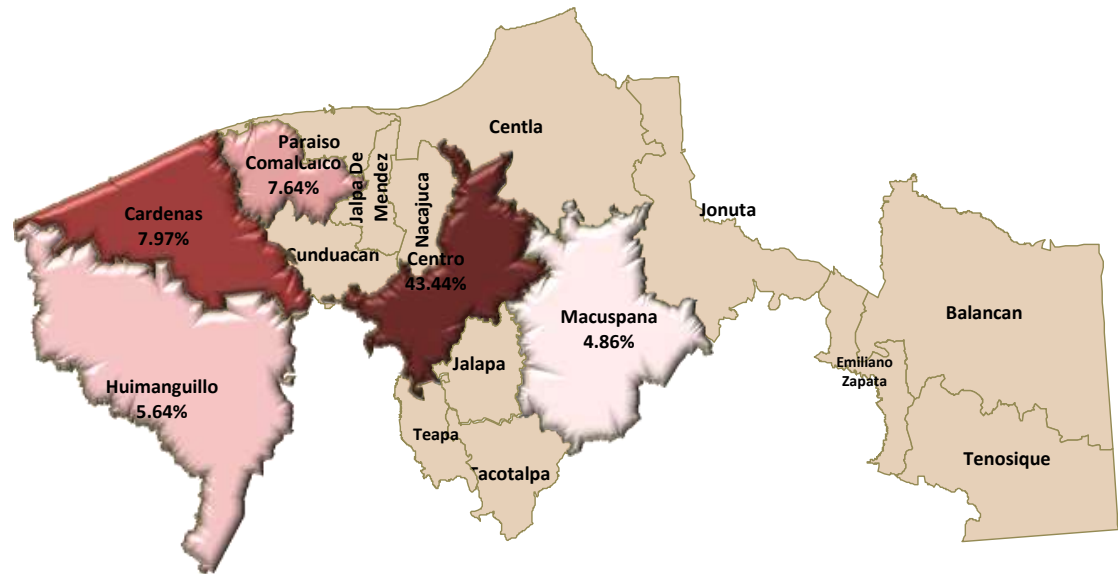 Centla
Paraiso
Comalcalco
7.64%
Jalpa De
Mendez
Nacajuca
Cardenas
7.97%
Cunduacan
Centro
43.44%
Jonuta
Macuspana
4.86%
Balancan
Huimanguillo
5.64%
Jalapa
Emiliano
Zapata
Teapa
Tacotalpa
Tenosique